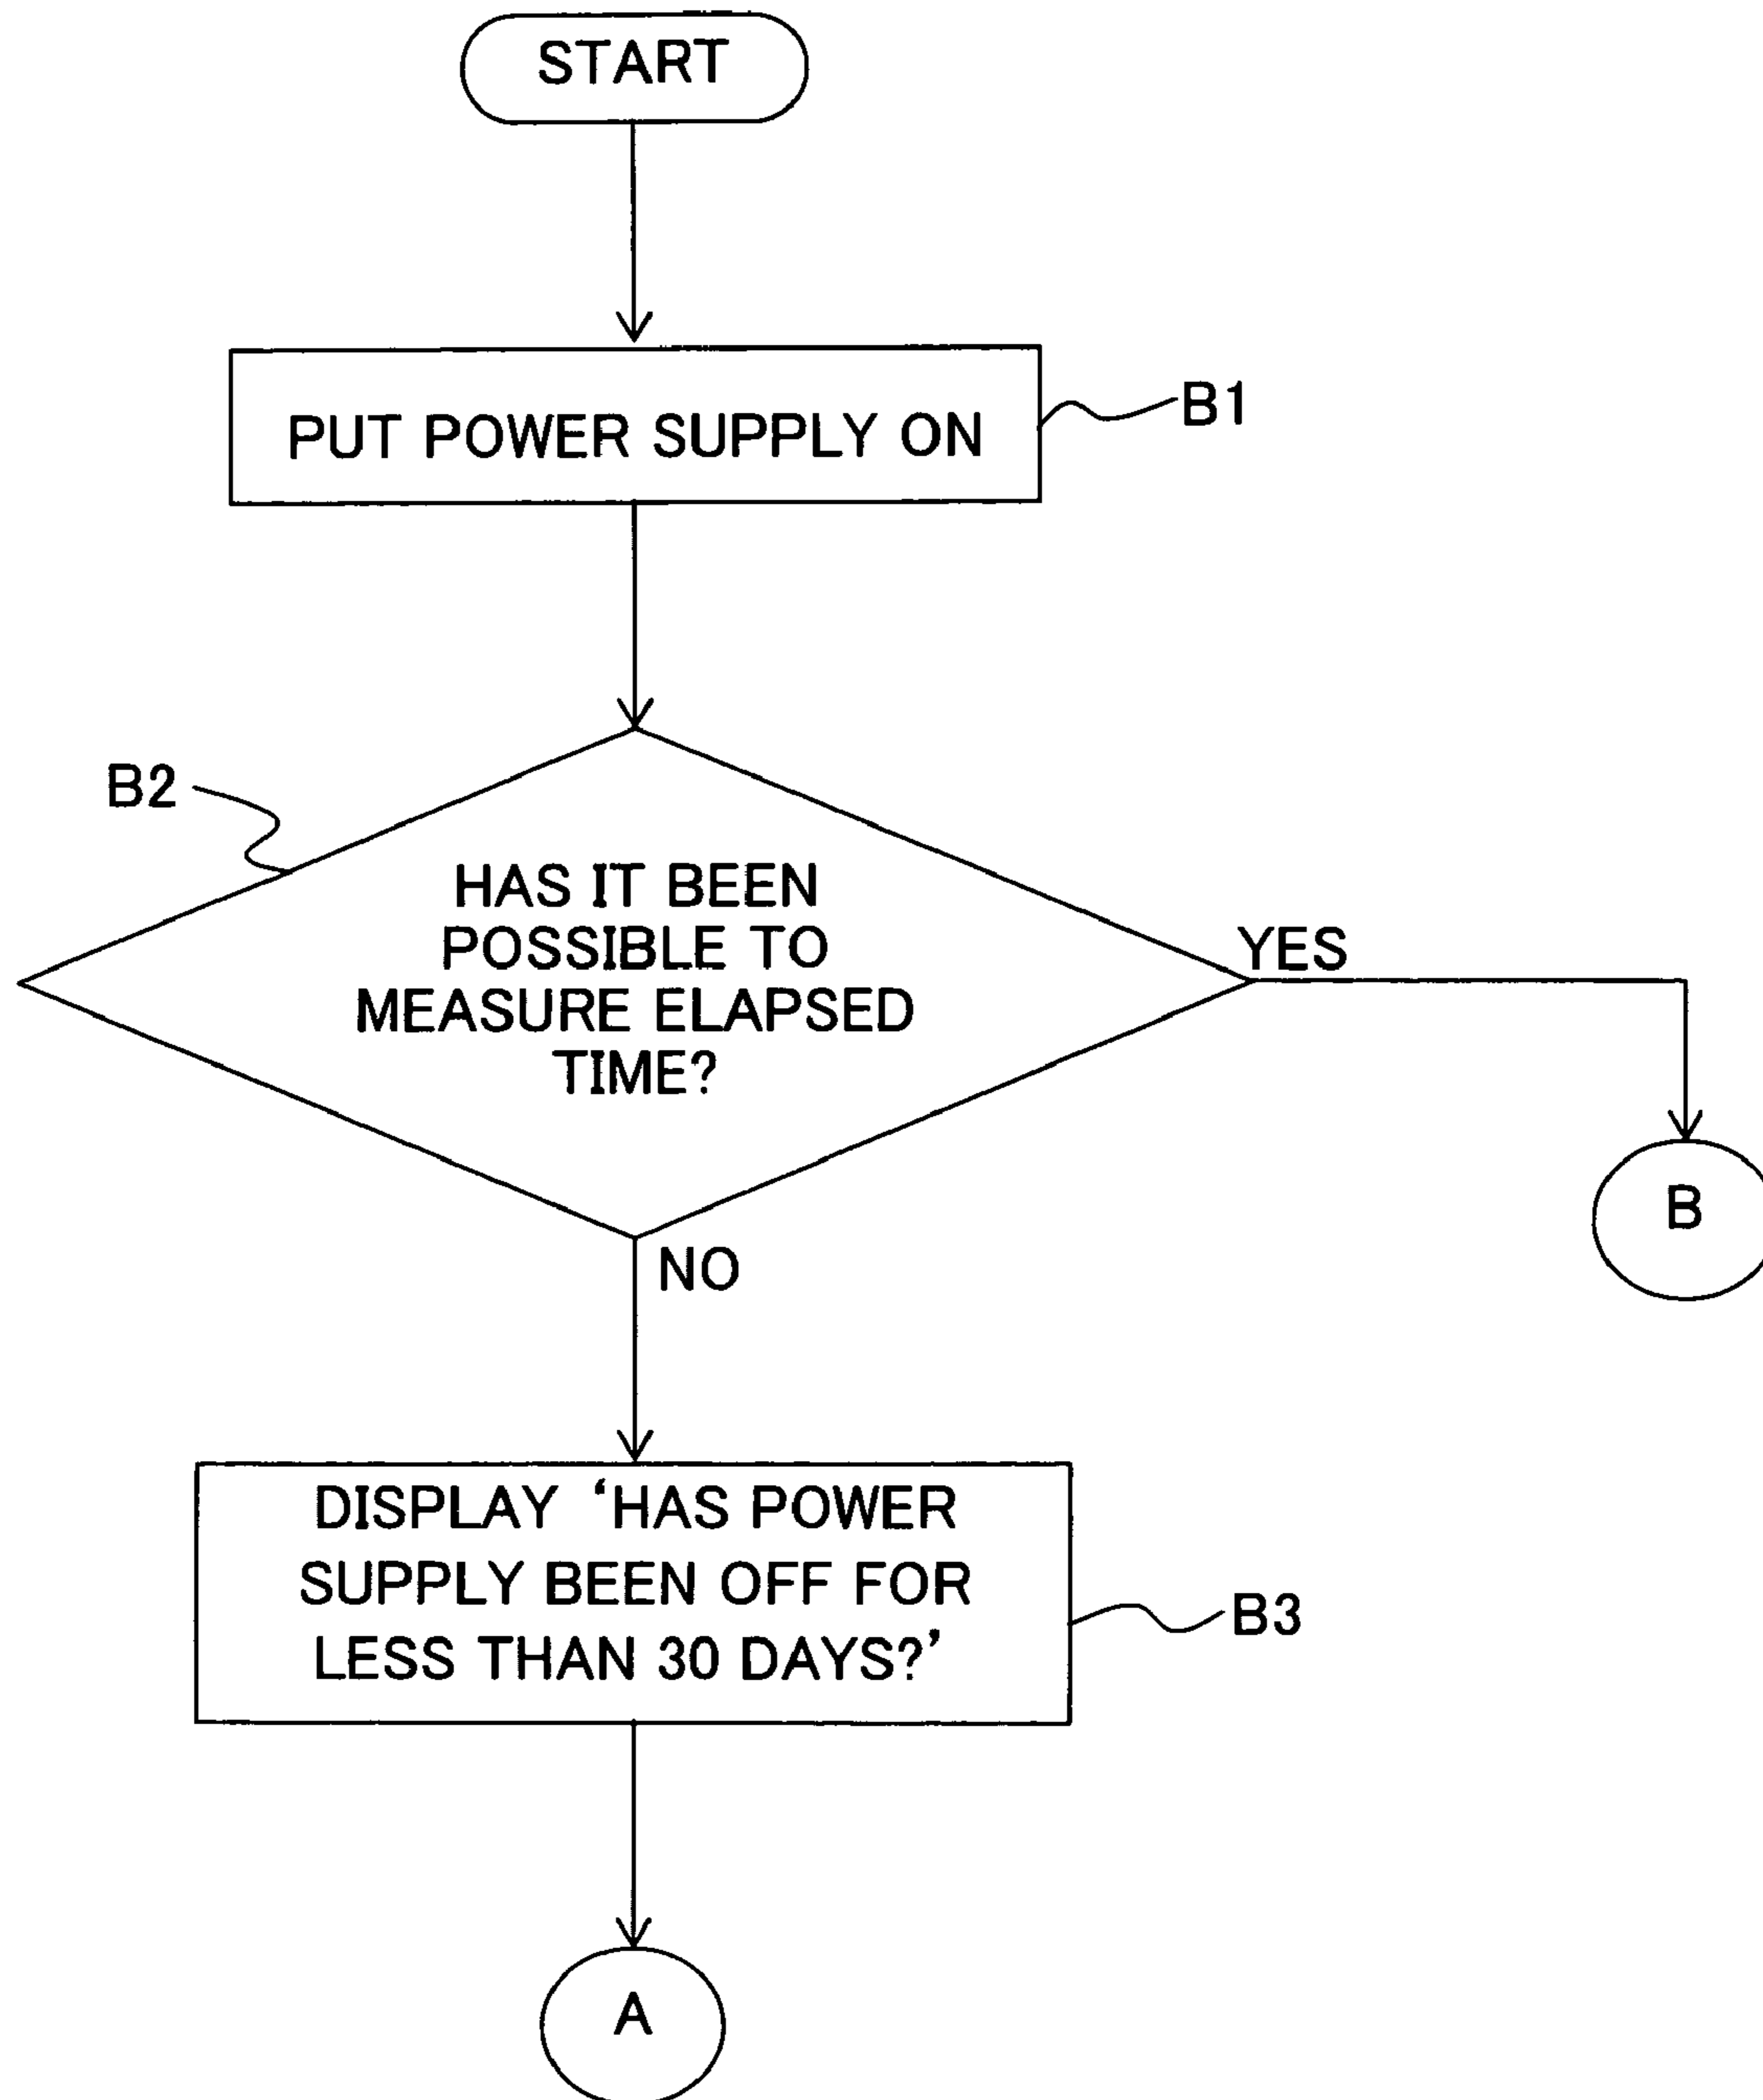 START
PUT POWER SUPPLY ON
B1
B2
HAS IT BEEN
POSSIBLE TO
MEASURE ELAPSED
TIME?
YES
B
NO
DISPLAY ‘HAS POWER
SUPPLY BEEN OFF FOR
LESS THAN 30 DAYS?’
B3
A